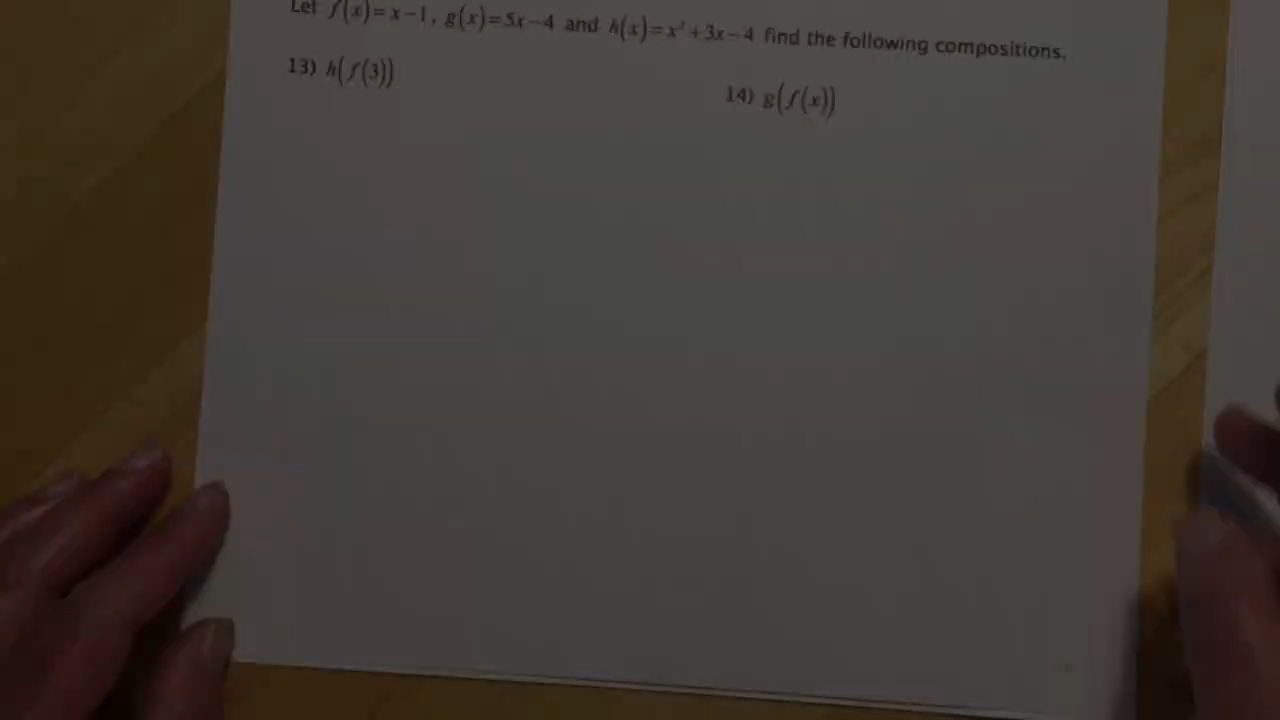 Let f(x)=x-1, g(x)=5x-4 and h(x)=x²+3x-4 find the following compositions.
13) h(f(3))
14) g(f(x))